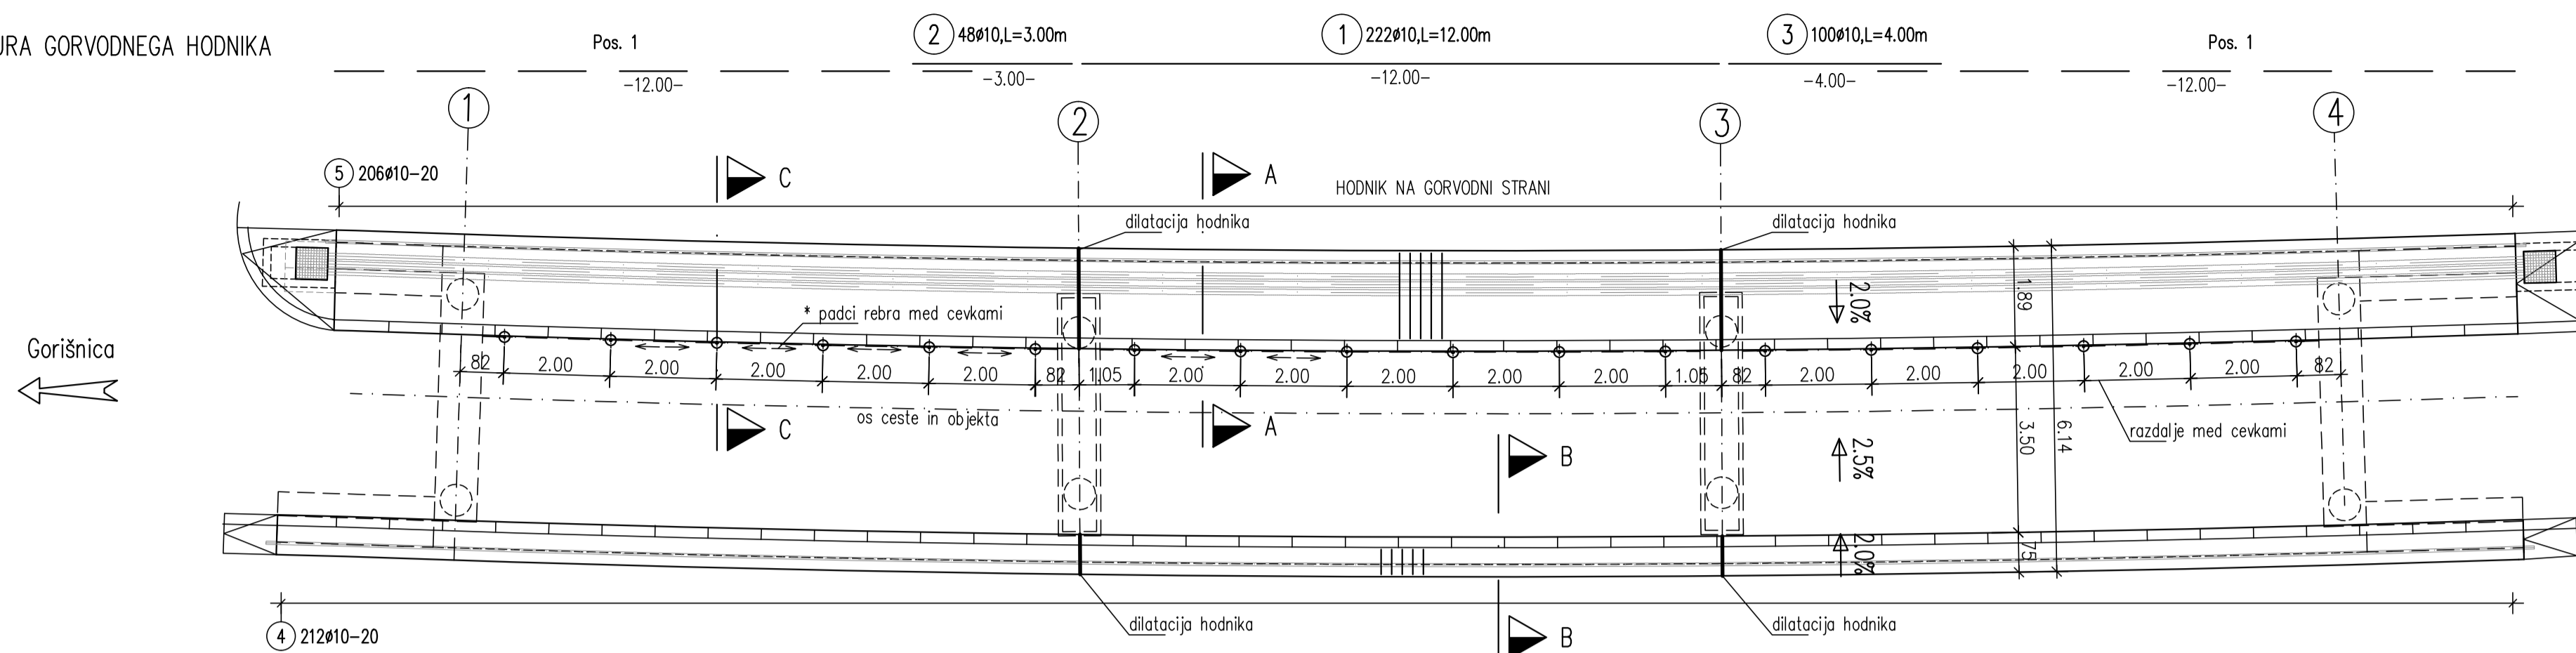 URA GORVODNEGA HODNIKA
Pos. 1
2 48ø10,L=3.00m
1 222ø10,L=12.00m
3 100ø10,L=4.00m
Pos. 1
-12.00-
-3.00-
-12.00-
-4.00-
-12.00-
1
2
3
4
5 206ø10-20
C
A
HODNIK NA GORVODNI STRANI
dilatacija hodnika
dilatacija hodnika
1.89
2.0%
* padci rebra med cevkami
Gorišnica
82
2.00
2.00
2.00
2.00
2.00
82
1.05
2.00
2.00
2.00
2.00
2.00
1.05
82
2.00
2.00
2.00
2.00
2.00
82
os ceste in objekta
C
A
B
2.5%
3.50
6.14
razdalje med cevkami
2.0%
75
dilatacija hodnika
dilatacija hodnika
4 212ø10-20
B